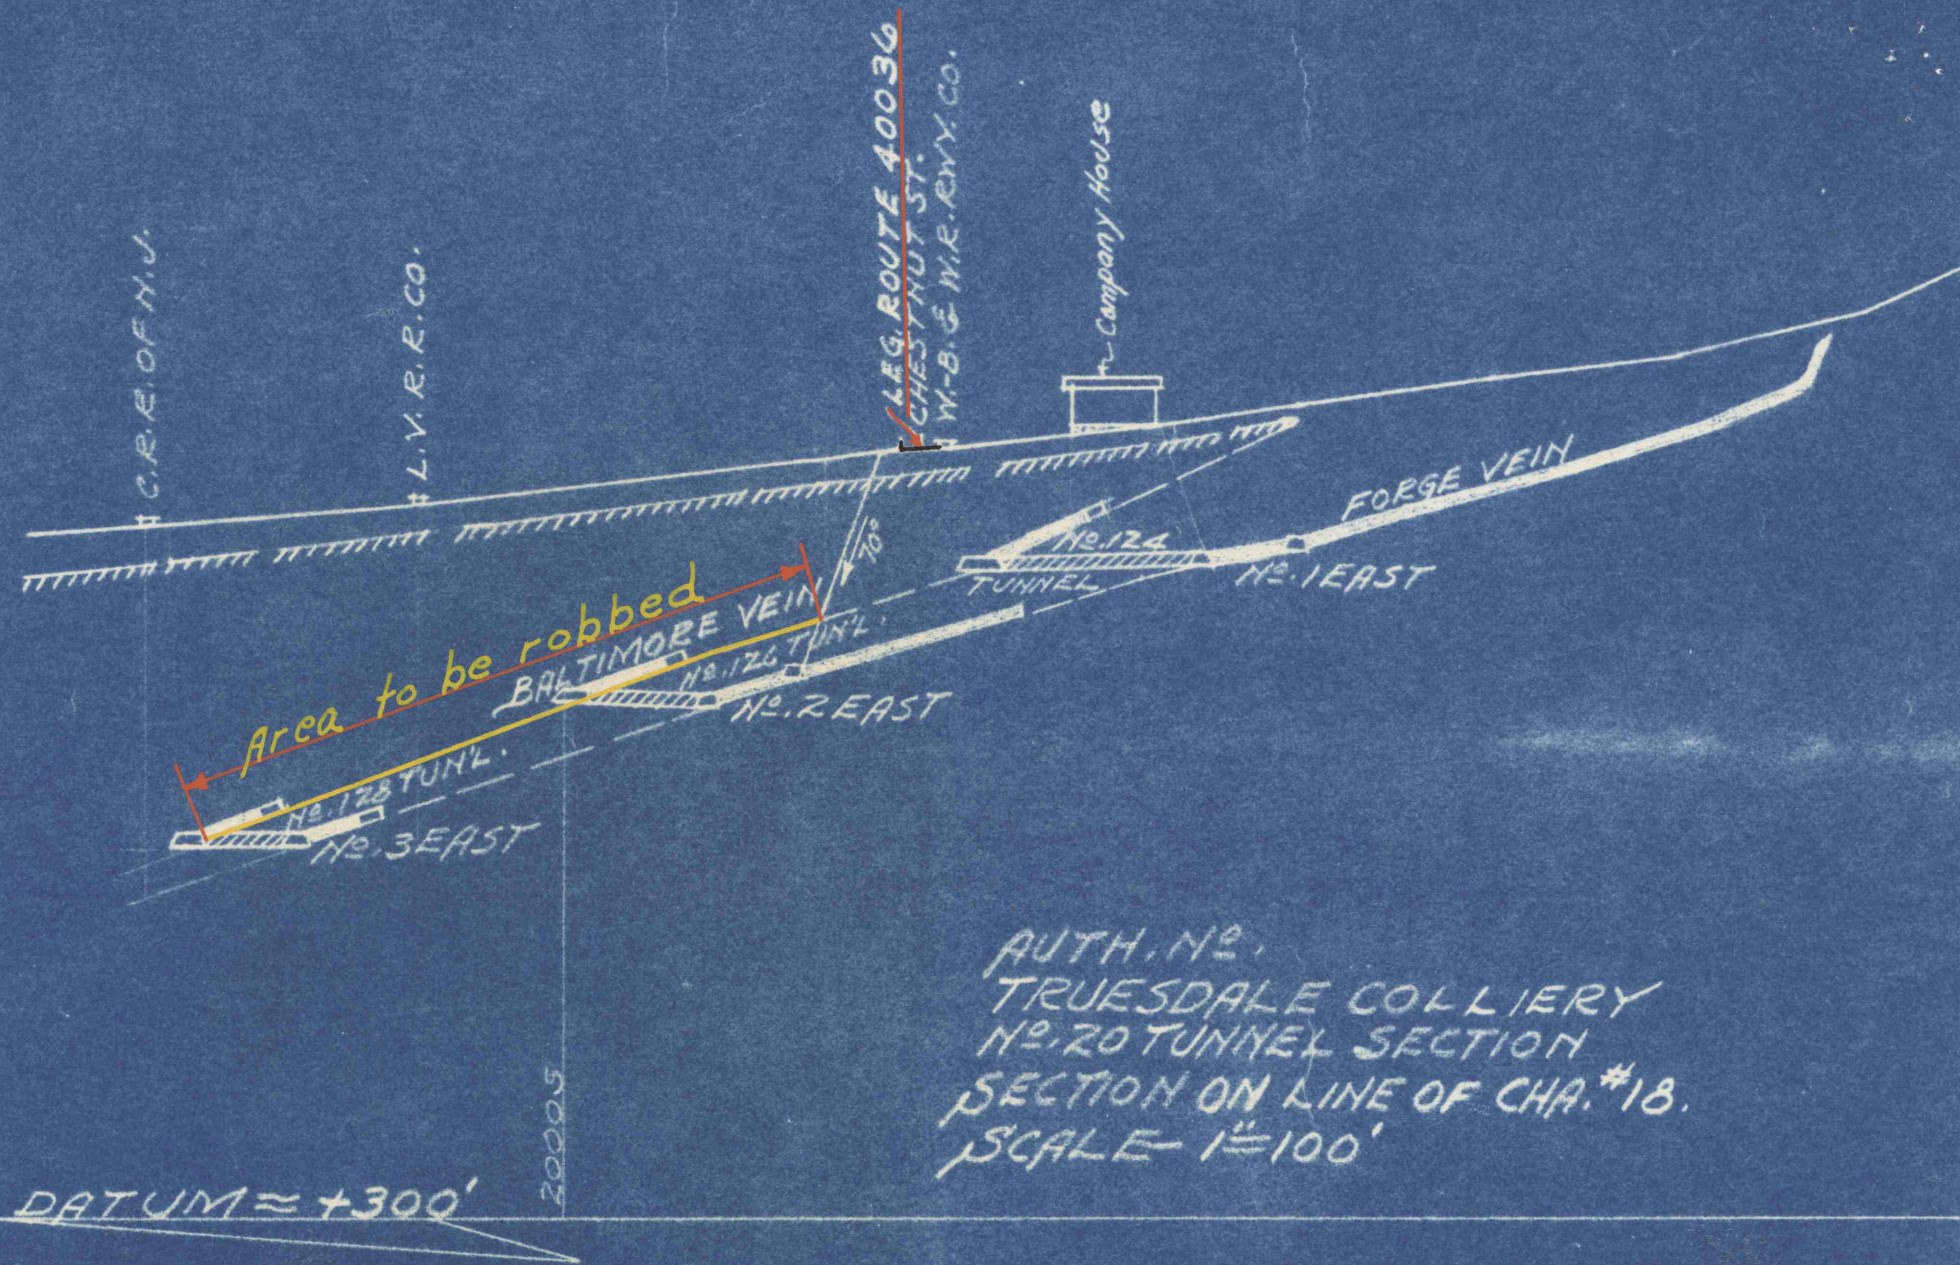 C.R.R. OF N.J.
L.V.R.R. CO.
LEG. ROUTE 40036
CHESTNUT ST.
W.-B. & W.R. RWY. CO.
Company House
70°
FORGE VEIN
Nº. 124
TUNNEL
Nº. 1 EAST
Area to be robbed
BALTIMORE VEIN
Nº. 126 TUN'L.
Nº. 2 EAST
Nº. 128 TUN'L.
Nº. 3 EAST
AUTH. Nº.
TRUESDALE COLLIERY
Nº. 20 TUNNEL SECTION
SECTION ON LINE OF CHA. #18.
SCALE - 1"=100'
2000S
DATUM = +300'